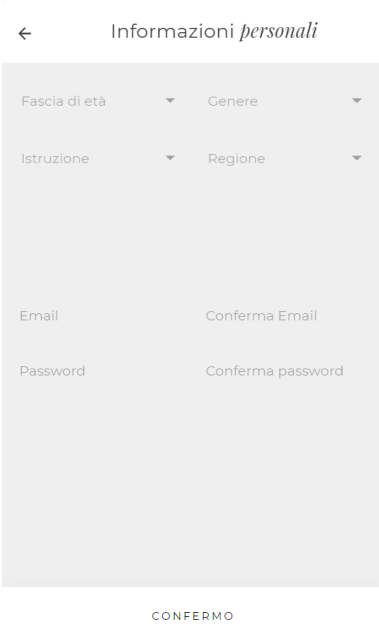 Informazioni personali
Fascia di età Genere
Istruzione Regione
Email Conferma Email
Password Conferma password
CONFERMO